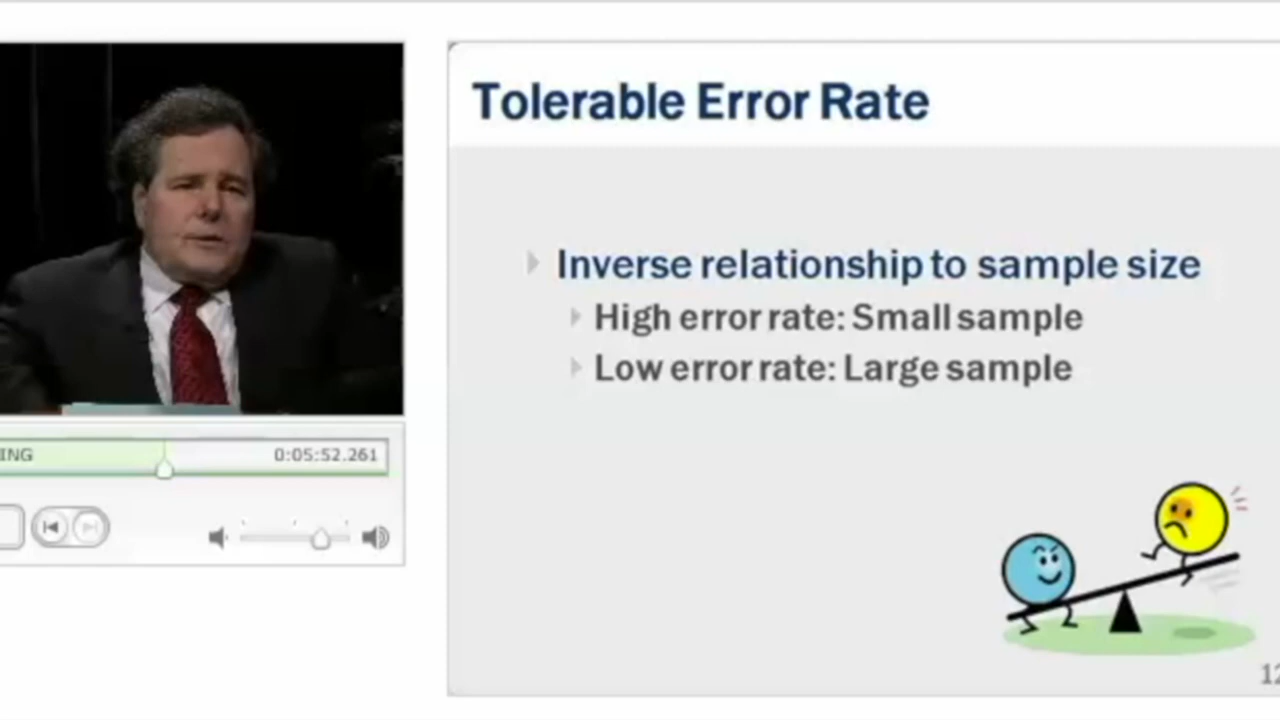 Tolerable Error Rate
Inverse relationship to sample size
High error rate: Small sample
Low error rate: Large sample
ING
0:05:52.261
12